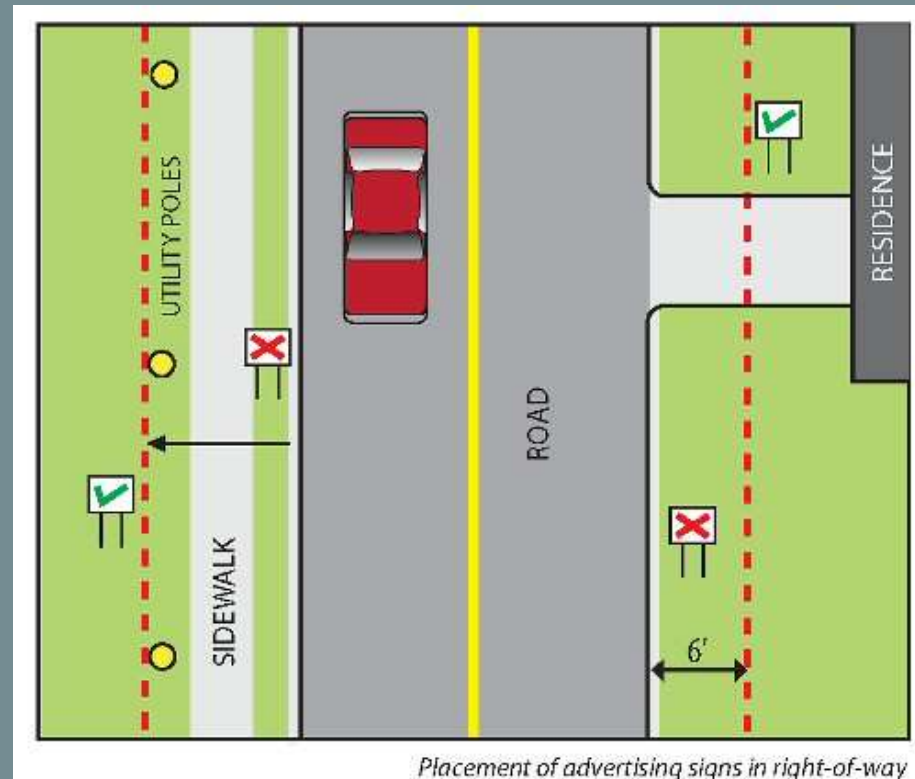 UTILITY POLES
SIDEWALK
ROAD
RESIDENCE
6'
Placement of advertising signs in right-of-way